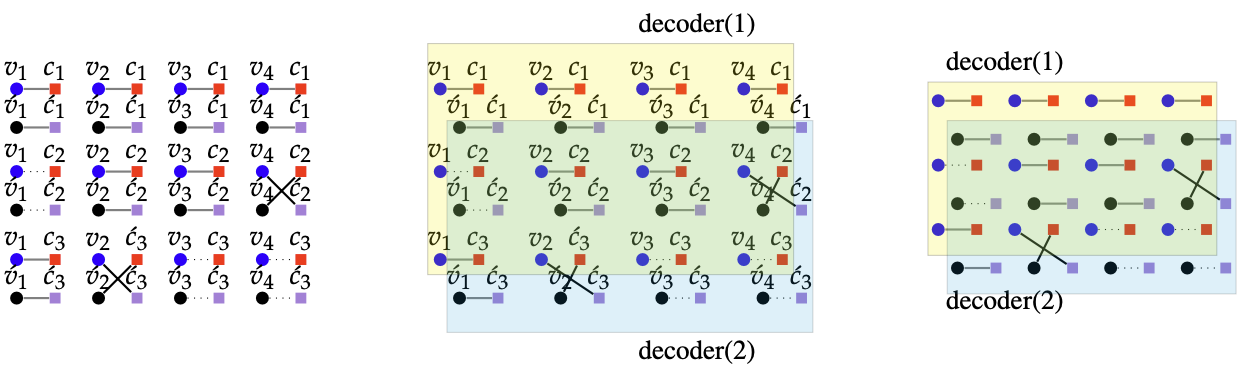 v₁ c₁ v₂ c₁ v₃ c₁ v₄ c₁
v́₁ ć₁ v́₂ ć₁ v́₃ ć₁ v́₄ ć₁
v₁ c₂ v₂ c₂ v₃ c₂ v₄ c₂
v́₁ ć₂ v́₂ ć₂ v́₃ ć₂ v́₄ ć₂
v₁ c₃ v₂ ć₃ v₃ c₃ v₄ c₃
v́₁ ć₃ v́₂ ć₃ v́₃ ć₃ v́₄ ć₃
decoder(1)
v₁ c₁ v₂ c₁ v₃ c₁ v₄ c₁
v́₁ ć₁ v́₂ ć₁ v́₃ ć₁ v́₄ ć₁
v₁ c₂ v₂ c₂ v₃ c₂ v₄ c₂
v́₁ ć₂ v́₂ ć₂ v́₃ ć₂ v́₄ ć₂
v₁ c₃ v₂ ć₃ v₃ c₃ v₄ c₃
v́₁ ć₃ v́₂ ć₃ v́₃ ć₃ v́₄ ć₃
decoder(2)
decoder(1)
decoder(2)